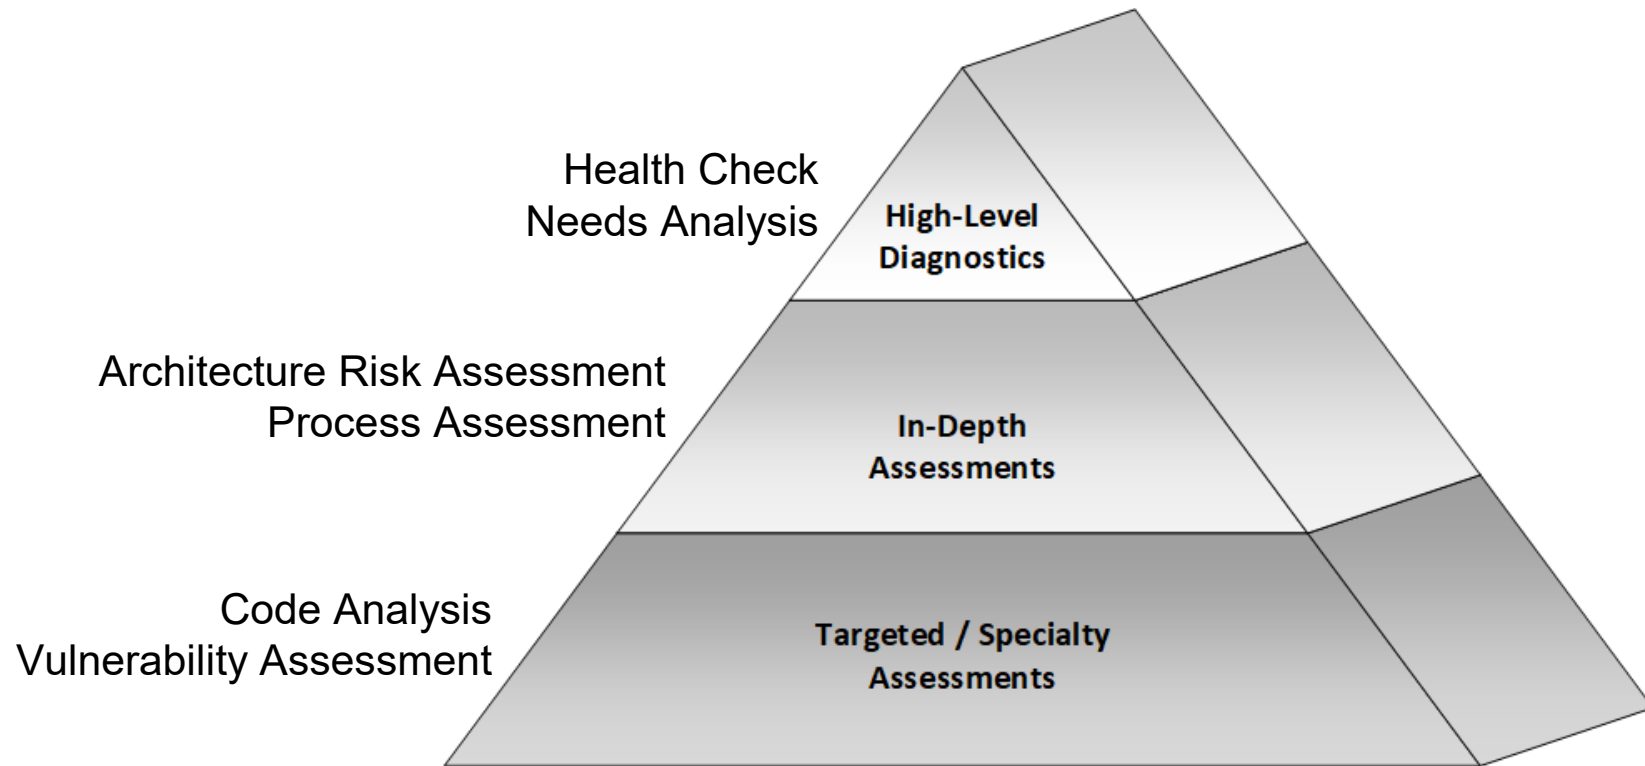 Health Check
Needs Analysis
High-Level
Diagnostics
Architecture Risk Assessment
Process Assessment
In-Depth
Assessments
Code Analysis
Vulnerability Assessment
Targeted / Specialty
Assessments